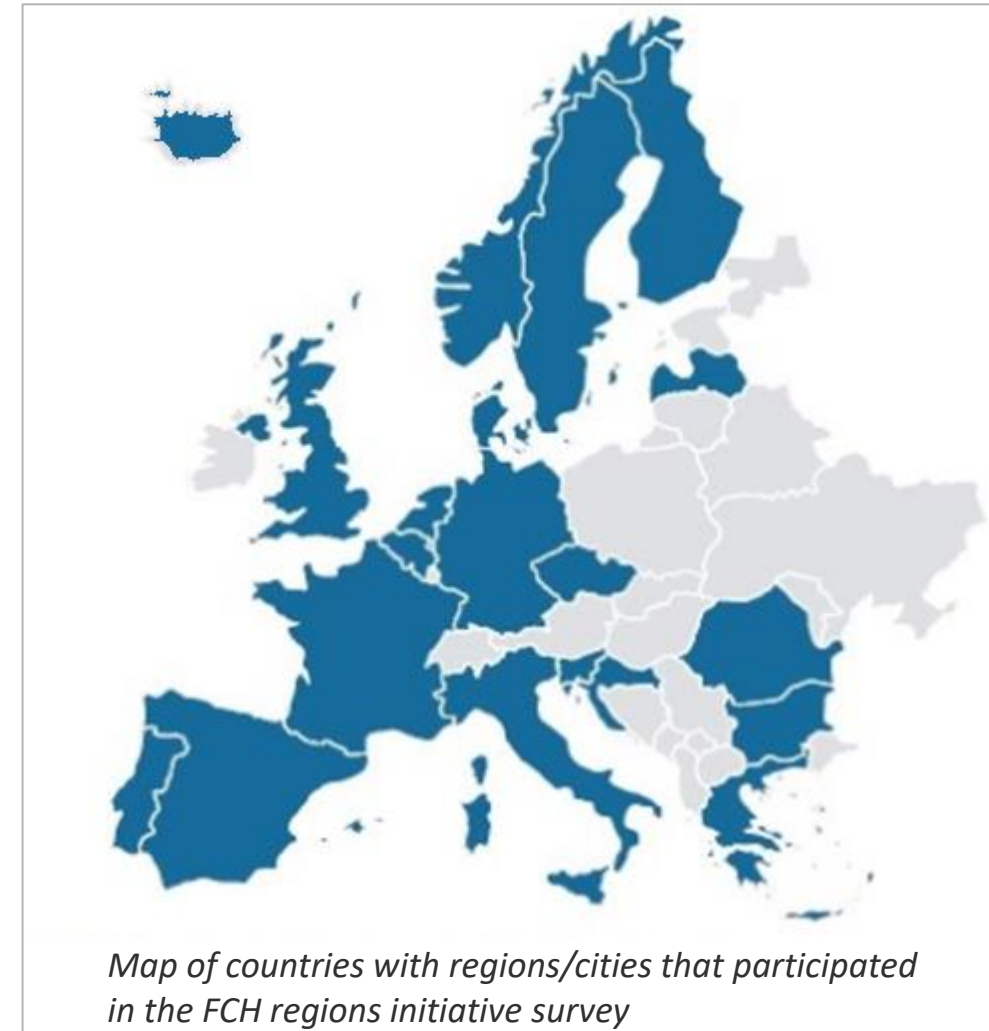 Map of countries with regions/cities that participated
in the FCH regions initiative survey